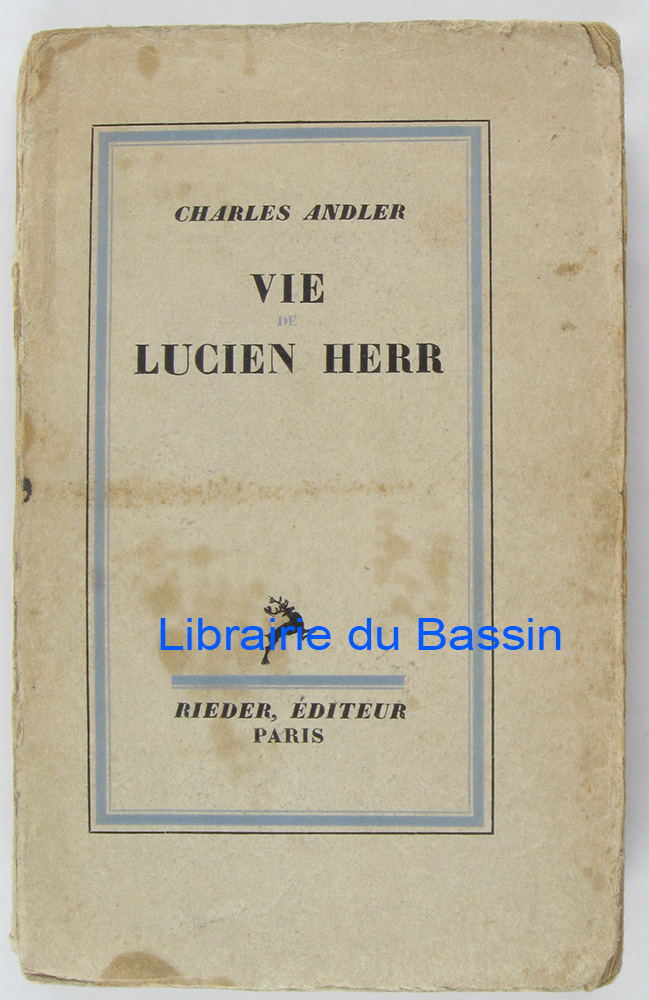 CHARLES ANDLER
VIE
DE
LUCIEN HERR
Librairie du Bassin
RIEDER, ÉDITEUR
PARIS